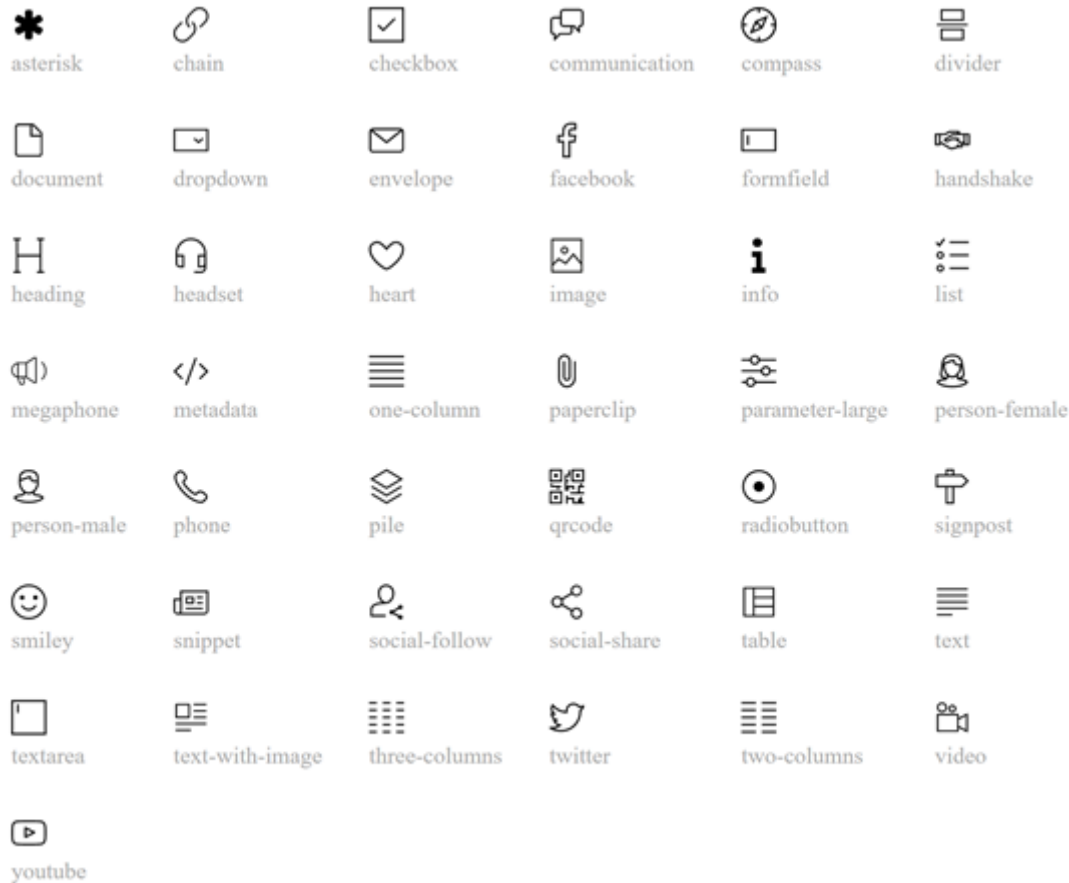 asterisk chain checkbox communication compass divider
document dropdown envelope facebook formfield handshake
heading headset heart image info list
megaphone metadata one-column paperclip parameter-large person-female
person-male phone pile qrcode radiobutton signpost
smiley snippet social-follow social-share table text
textarea text-with-image three-columns twitter two-columns video
youtube